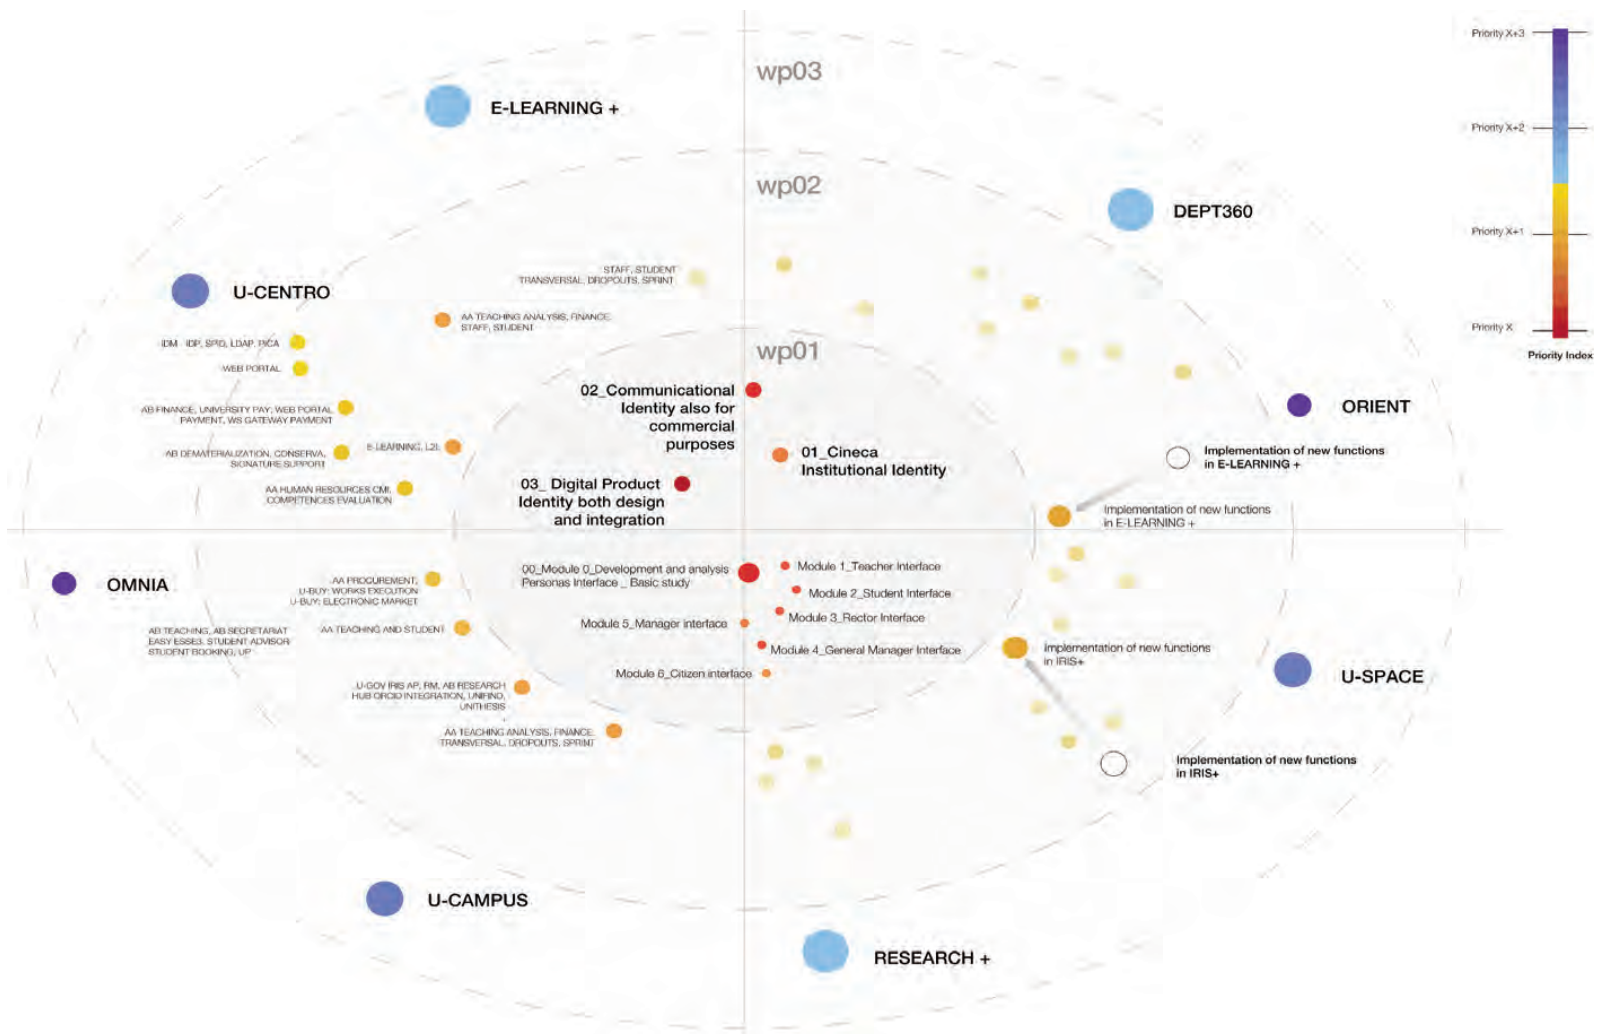 wp03
E-LEARNING +
Priority X+3
Priority X+2
Priority X+1
Priority X
Priority Index
wp02
DEPT360
STAFF, STUDENT
TRANSVERSAL, DROPOUTS, SPRINT
U-CENTRO
AA TEACHING ANALYSIS, FINANCE
STAFF, STUDENT
IDM - IDP, SPID, LDAP, PICA
WEB PORTAL
wp01
02_Communicational
Identity also for
commercial
purposes
AB FINANCE, UNIVERSITY PAY, WEB PORTAL
PAYMENT, WS GATEWAY PAYMENT
ORIENT
E-LEARNING, L2L
AB DEMATERIALIZATION, CONSERVA,
SIGNATURE SUPPORT
01_Cineca
Institutional Identity
Implementation of new functions
in E-LEARNING +
AA HUMAN RESOURCES CMI,
COMPETENCES EVALUATION
03_ Digital Product
Identity both design
and integration
Implementation of new functions
in E-LEARNING +
OMNIA
AA PROCUREMENT,
U-BUY: WORKS EXECUTION
U-BUY: ELECTRONIC MARKET
00_Module 0_Development and analysis
Personas Interface _ Basic study
Module 1_Teacher Interface
Module 2_Student Interface
Module 3_Rector Interface
Module 5_Manager interface
Module 4_General Manager Interface
Module 6_Citizen interface
AB TEACHING, AB SECRETARIAT
EASY ESSE3, STUDENT ADVISOR
STUDENT BOOKING, UP
AA TEACHING AND STUDENT
Implementation of new functions
in IRIS+
U-SPACE
U-GOV IRIS AP, RM, AB RESEARCH
HUB ORCID INTEGRATION, UNIFIND,
UNITHESIS
AA TEACHING ANALYSIS, FINANCE
TRANSVERSAL, DROPOUTS, SPRINT
Implementation of new functions
in IRIS+
U-CAMPUS
RESEARCH +